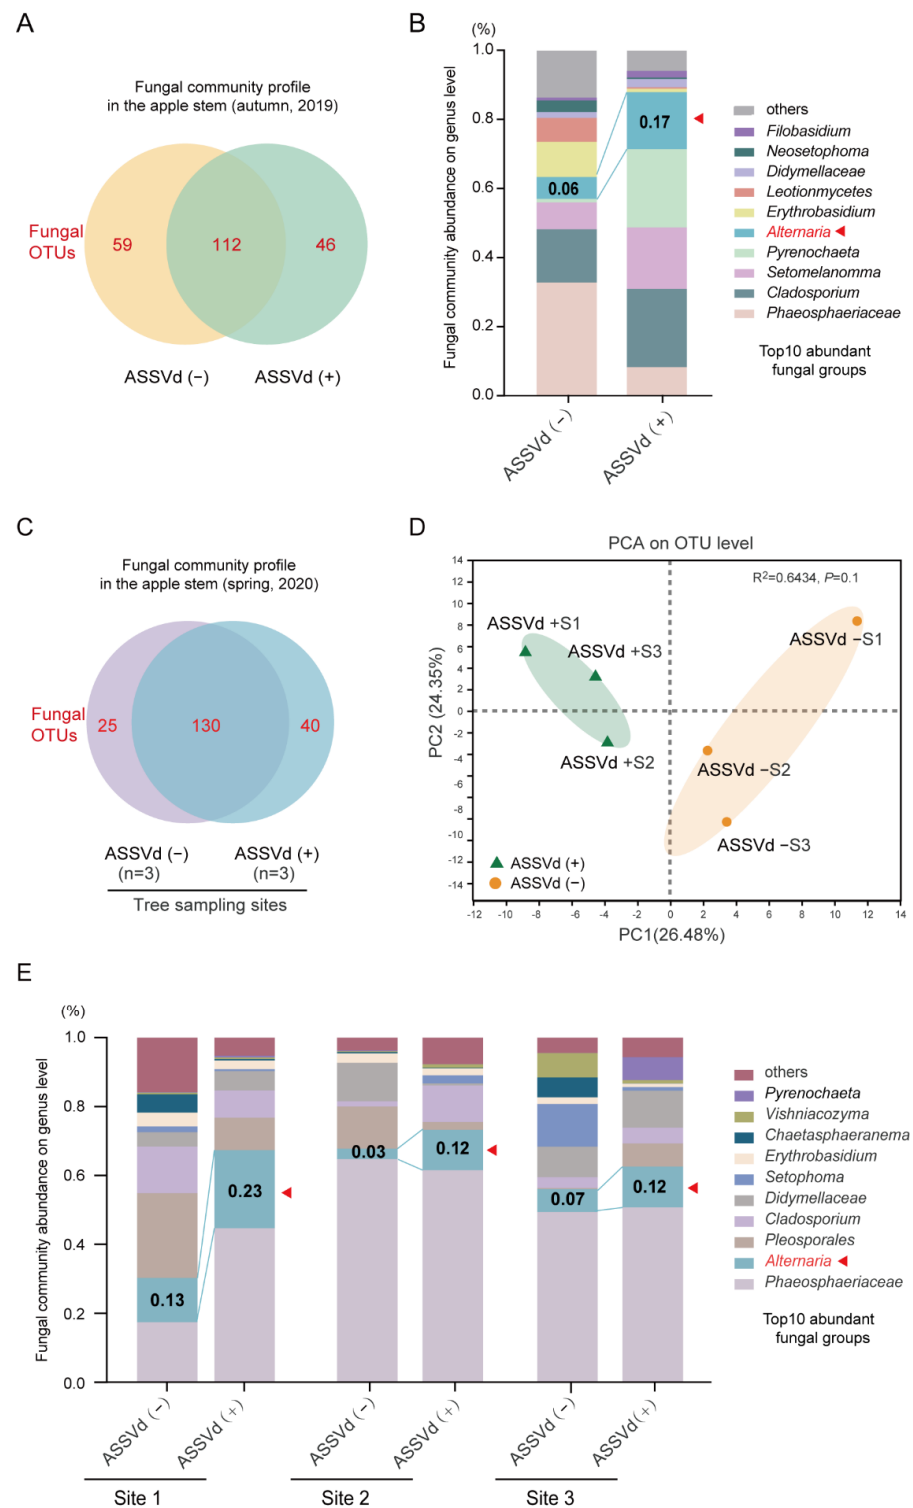 A
Fungal community profile
in the apple stem (autumn, 2019)
Fungal
OTUs
59
112
46
ASSVd (−)
ASSVd (+)
B
(%)
Fungal community abundance on genus level
1.0
0.8
0.6
0.4
0.2
0.0
0.06
0.17
ASSVd (−)
ASSVd (+)
others
Filobasidium
Neosetophoma
Didymellaceae
Leotionmycetes
Erythrobasidium
Alternaria
Pyrenochaeta
Setomelanomma
Cladosporium
Phaeosphaeriaceae
Top10 abundant
fungal groups
C
Fungal community profile
in the apple stem (spring, 2020)
Fungal
OTUs
25
130
40
ASSVd (−)
(n=3)
ASSVd (+)
(n=3)
Tree sampling sites
D
PCA on OTU level
R²=0.6434, P=0.1
PC2 (24.35%)
14
12
10
8
6
4
2
0
-2
-4
-6
-8
-10
-12
-14
ASSVd +S1
ASSVd +S3
ASSVd +S2
ASSVd −S1
ASSVd −S2
ASSVd −S3
ASSVd (+)
ASSVd (−)
-12 -10 -8 -6 -4 -2 0 2 4 6 8 10 12 14
PC1(26.48%)
E
(%)
Fungal community abundance on genus level
1.0
0.8
0.6
0.4
0.2
0.0
0.13
0.23
0.03
0.12
0.07
0.12
ASSVd (−)
ASSVd (+)
ASSVd (−)
ASSVd (+)
ASSVd (−)
ASSVd(+)
Site 1
Site 2
Site 3
others
Pyrenochaeta
Vishniacozyma
Chaetasphaeranema
Erythrobasidium
Setophoma
Didymellaceae
Cladosporium
Pleosporales
Alternaria
Phaeosphaeriaceae
Top10 abundant
fungal groups